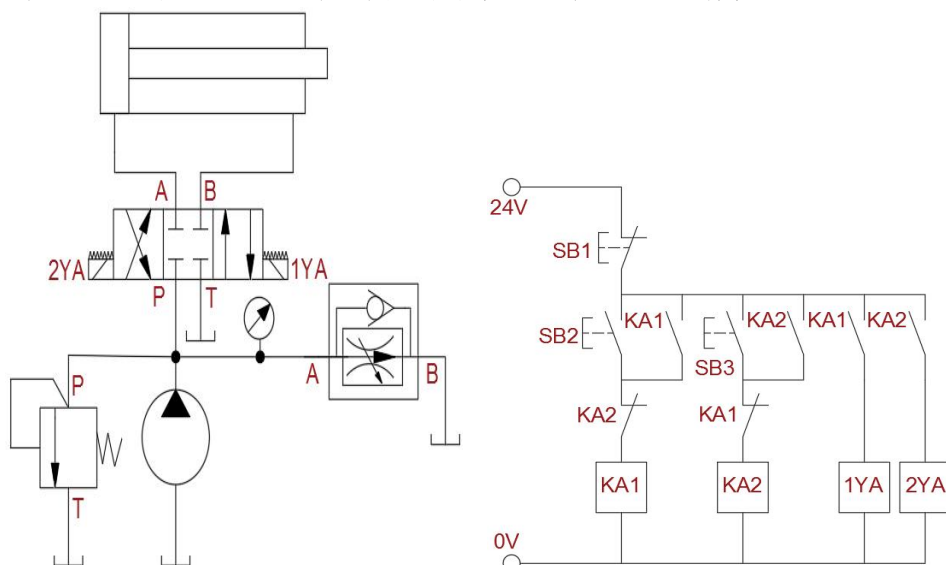 A B
2YA 1YA
P T
P
A B
T
24V
SB1
SB2 KA1 KA2 KA1 KA2
SB3
KA2 KA1
KA1 KA2 1YA 2YA
0V